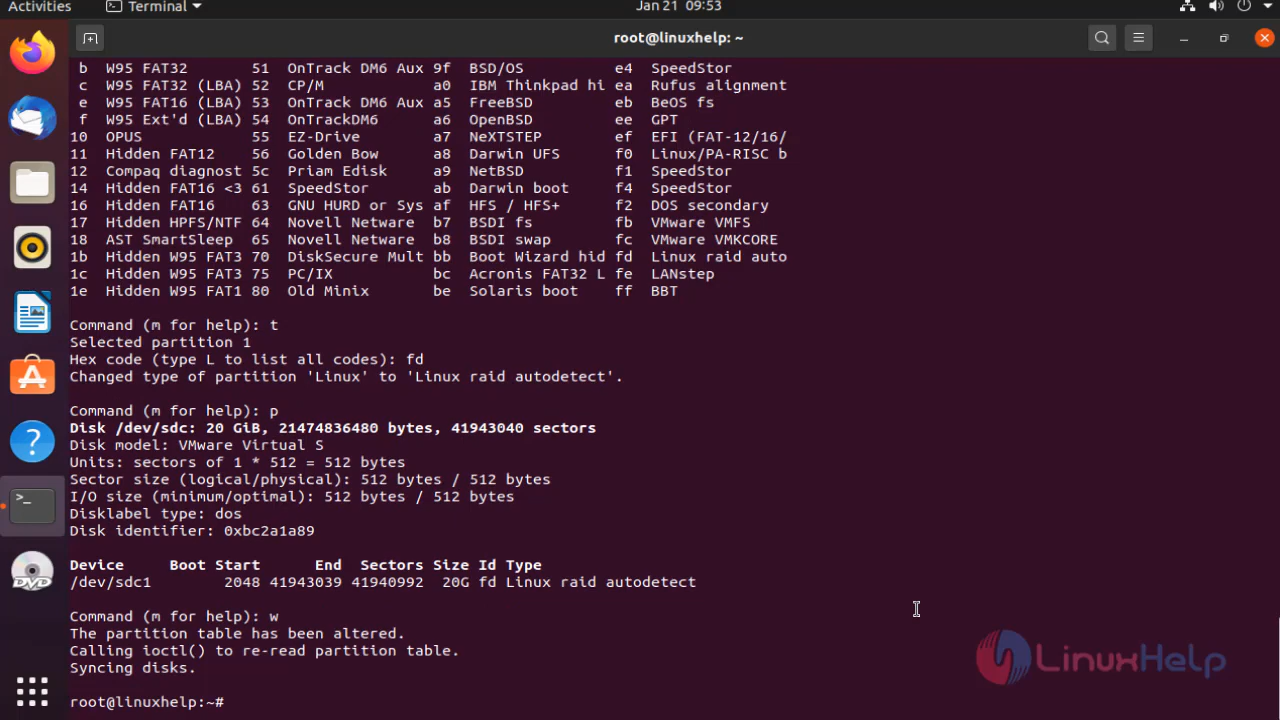 Activities Terminal Jan 21 09:53
root@linuxhelp: ~
b W95 FAT32 51 OnTrack DM6 Aux 9f BSD/OS e4 SpeedStor
c W95 FAT32 (LBA) 52 CP/M a0 IBM Thinkpad hi ea Rufus alignment
e W95 FAT16 (LBA) 53 OnTrack DM6 Aux a5 FreeBSD eb BeOS fs
f W95 Ext'd (LBA) 54 OnTrackDM6 a6 OpenBSD ee GPT
10 OPUS 55 EZ-Drive a7 NeXTSTEP ef EFI (FAT-12/16/
11 Hidden FAT12 56 Golden Bow a8 Darwin UFS f0 Linux/PA-RISC b
12 Compaq diagnost 5c Priam Edisk a9 NetBSD f1 SpeedStor
14 Hidden FAT16 <3 61 SpeedStor ab Darwin boot f4 SpeedStor
16 Hidden FAT16 63 GNU HURD or Sys af HFS / HFS+ f2 DOS secondary
17 Hidden HPFS/NTF 64 Novell Netware b7 BSDI fs fb VMware VMFS
18 AST SmartSleep 65 Novell Netware b8 BSDI swap fc VMware VMKCORE
1b Hidden W95 FAT3 70 DiskSecure Mult bb Boot Wizard hid fd Linux raid auto
1c Hidden W95 FAT3 75 PC/IX bc Acronis FAT32 L fe LANstep
1e Hidden W95 FAT1 80 Old Minix be Solaris boot ff BBT
Command (m for help): t
Selected partition 1
Hex code (type L to list all codes): fd
Changed type of partition 'Linux' to 'Linux raid autodetect'.
Command (m for help): p
Disk /dev/sdc: 20 GiB, 21474836480 bytes, 41943040 sectors
Disk model: VMware Virtual S
Units: sectors of 1 * 512 = 512 bytes
Sector size (logical/physical): 512 bytes / 512 bytes
I/O size (minimum/optimal): 512 bytes / 512 bytes
Disklabel type: dos
Disk identifier: 0xbc2a1a89
Device Boot Start End Sectors Size Id Type
/dev/sdc1 2048 41943039 41940992 20G fd Linux raid autodetect
Command (m for help): w
The partition table has been altered.
Calling ioctl() to re-read partition table.
Syncing disks.
root@linuxhelp:~#
LinuxHelp
DVD